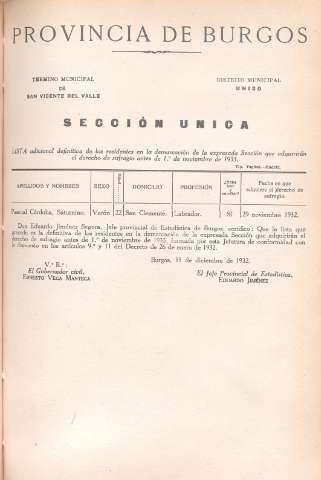 PROVINCIA DE BURGOS
TERMINO MUNICIPAL
DE
SAN VICENTE DEL VALLE
DISTRITO MUNICIPAL
UNICO
SECCIÓN UNICA
LISTA adicional definitiva de los residentes en la demarcación de la expresada Sección que adquirirán
el derecho de sufragio antes de 1.º de noviembre de 1933.
APELLIDOS Y NOMBRES SEXO Edad DOMICILIO PROFESIÓN Fecha en que
adquiere el derecho de
sufragio
Pascal Córdoba, Saturnino. Varón 22 San Clemente. Labrador. SI 29 noviembre 1932.
Don Eduardo Jiménez Segura, Jefe provincial de Estadística de Burgos, certifico: Que la lista que
precede es la definitiva de los residentes en la demarcación de la expresada Sección que adquirirán el
derecho de sufragio antes de 1.º de noviembre de 1933, formada por esta Jefatura de conformidad con
lo dispuesto en los artículos 9.º y 11 del Decreto de 26 de enero de 1932.
Burgos, 19 de diciembre de 1932.
V.º B.º:
El Gobernador civil,
ERNESTO VEGA MANTECA
El Jefe Provincial de Estadística,
EDUARDO JIMÉNEZ